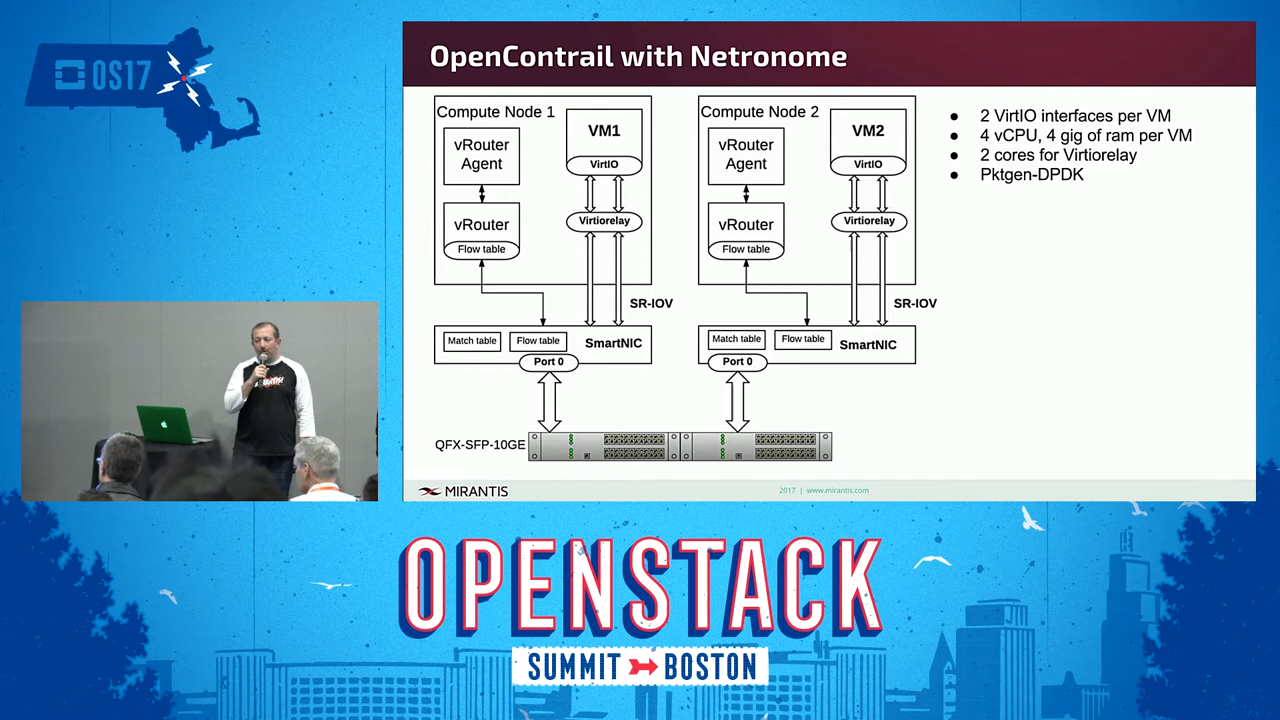 OS17
OpenContrail with Netronome
Compute Node 1
vRouter
Agent
vRouter
Flow table
VM1
VirtIO
Virtiorelay
SR-IOV
Match table
Flow table
SmartNIC
Port 0
Compute Node 2
vRouter
Agent
vRouter
Flow table
VM2
VirtIO
Virtiorelay
SR-IOV
Match table
Flow table
SmartNIC
Port 0
QFX-SFP-10GE
● 2 VirtIO interfaces per VM
● 4 vCPU, 4 gig of ram per VM
● 2 cores for Virtiorelay
● Pktgen-DPDK
MIRANTIS
2017 | www.mirantis.com
OPENSTACK
SUMMIT BOSTON